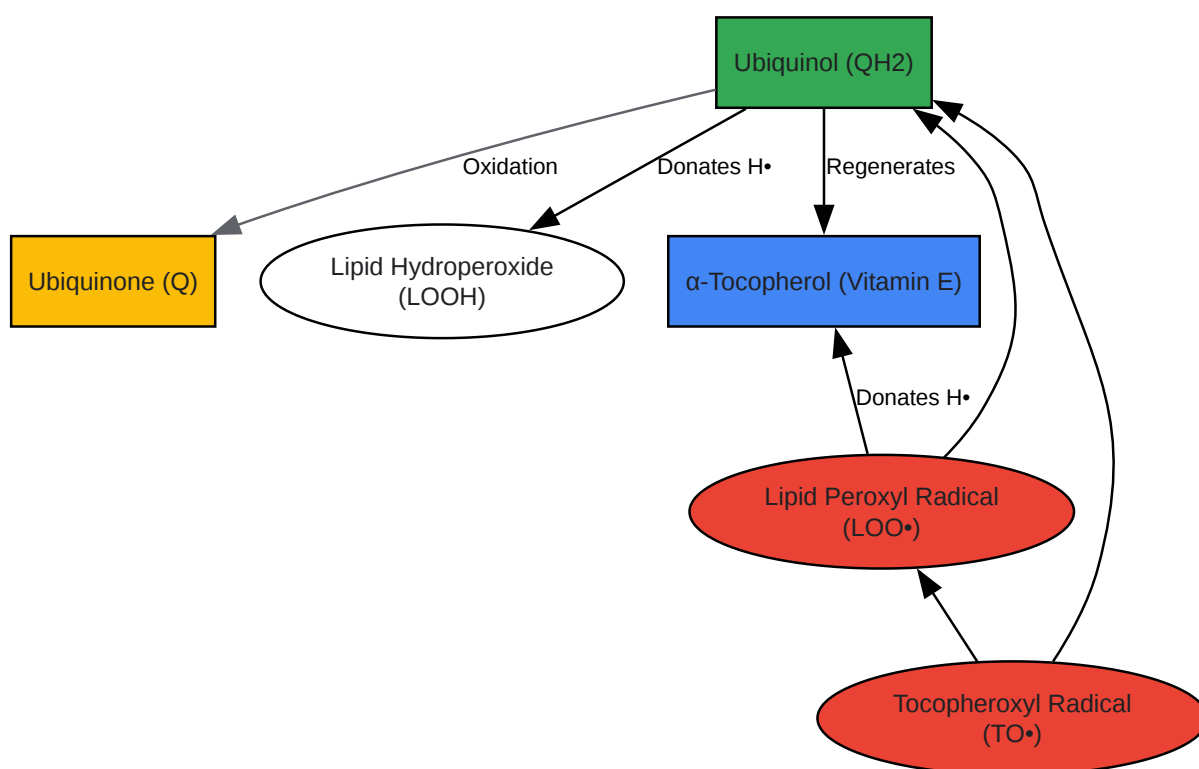 Ubiquinol (QH2)
Oxidation
Donates H•
Regenerates
Ubiquinone (Q)
Lipid Hydroperoxide
(LOOH)
α-Tocopherol (Vitamin E)
Donates H•
Lipid Peroxyl Radical
(LOO•)
Tocopheroxyl Radical
(TO•)